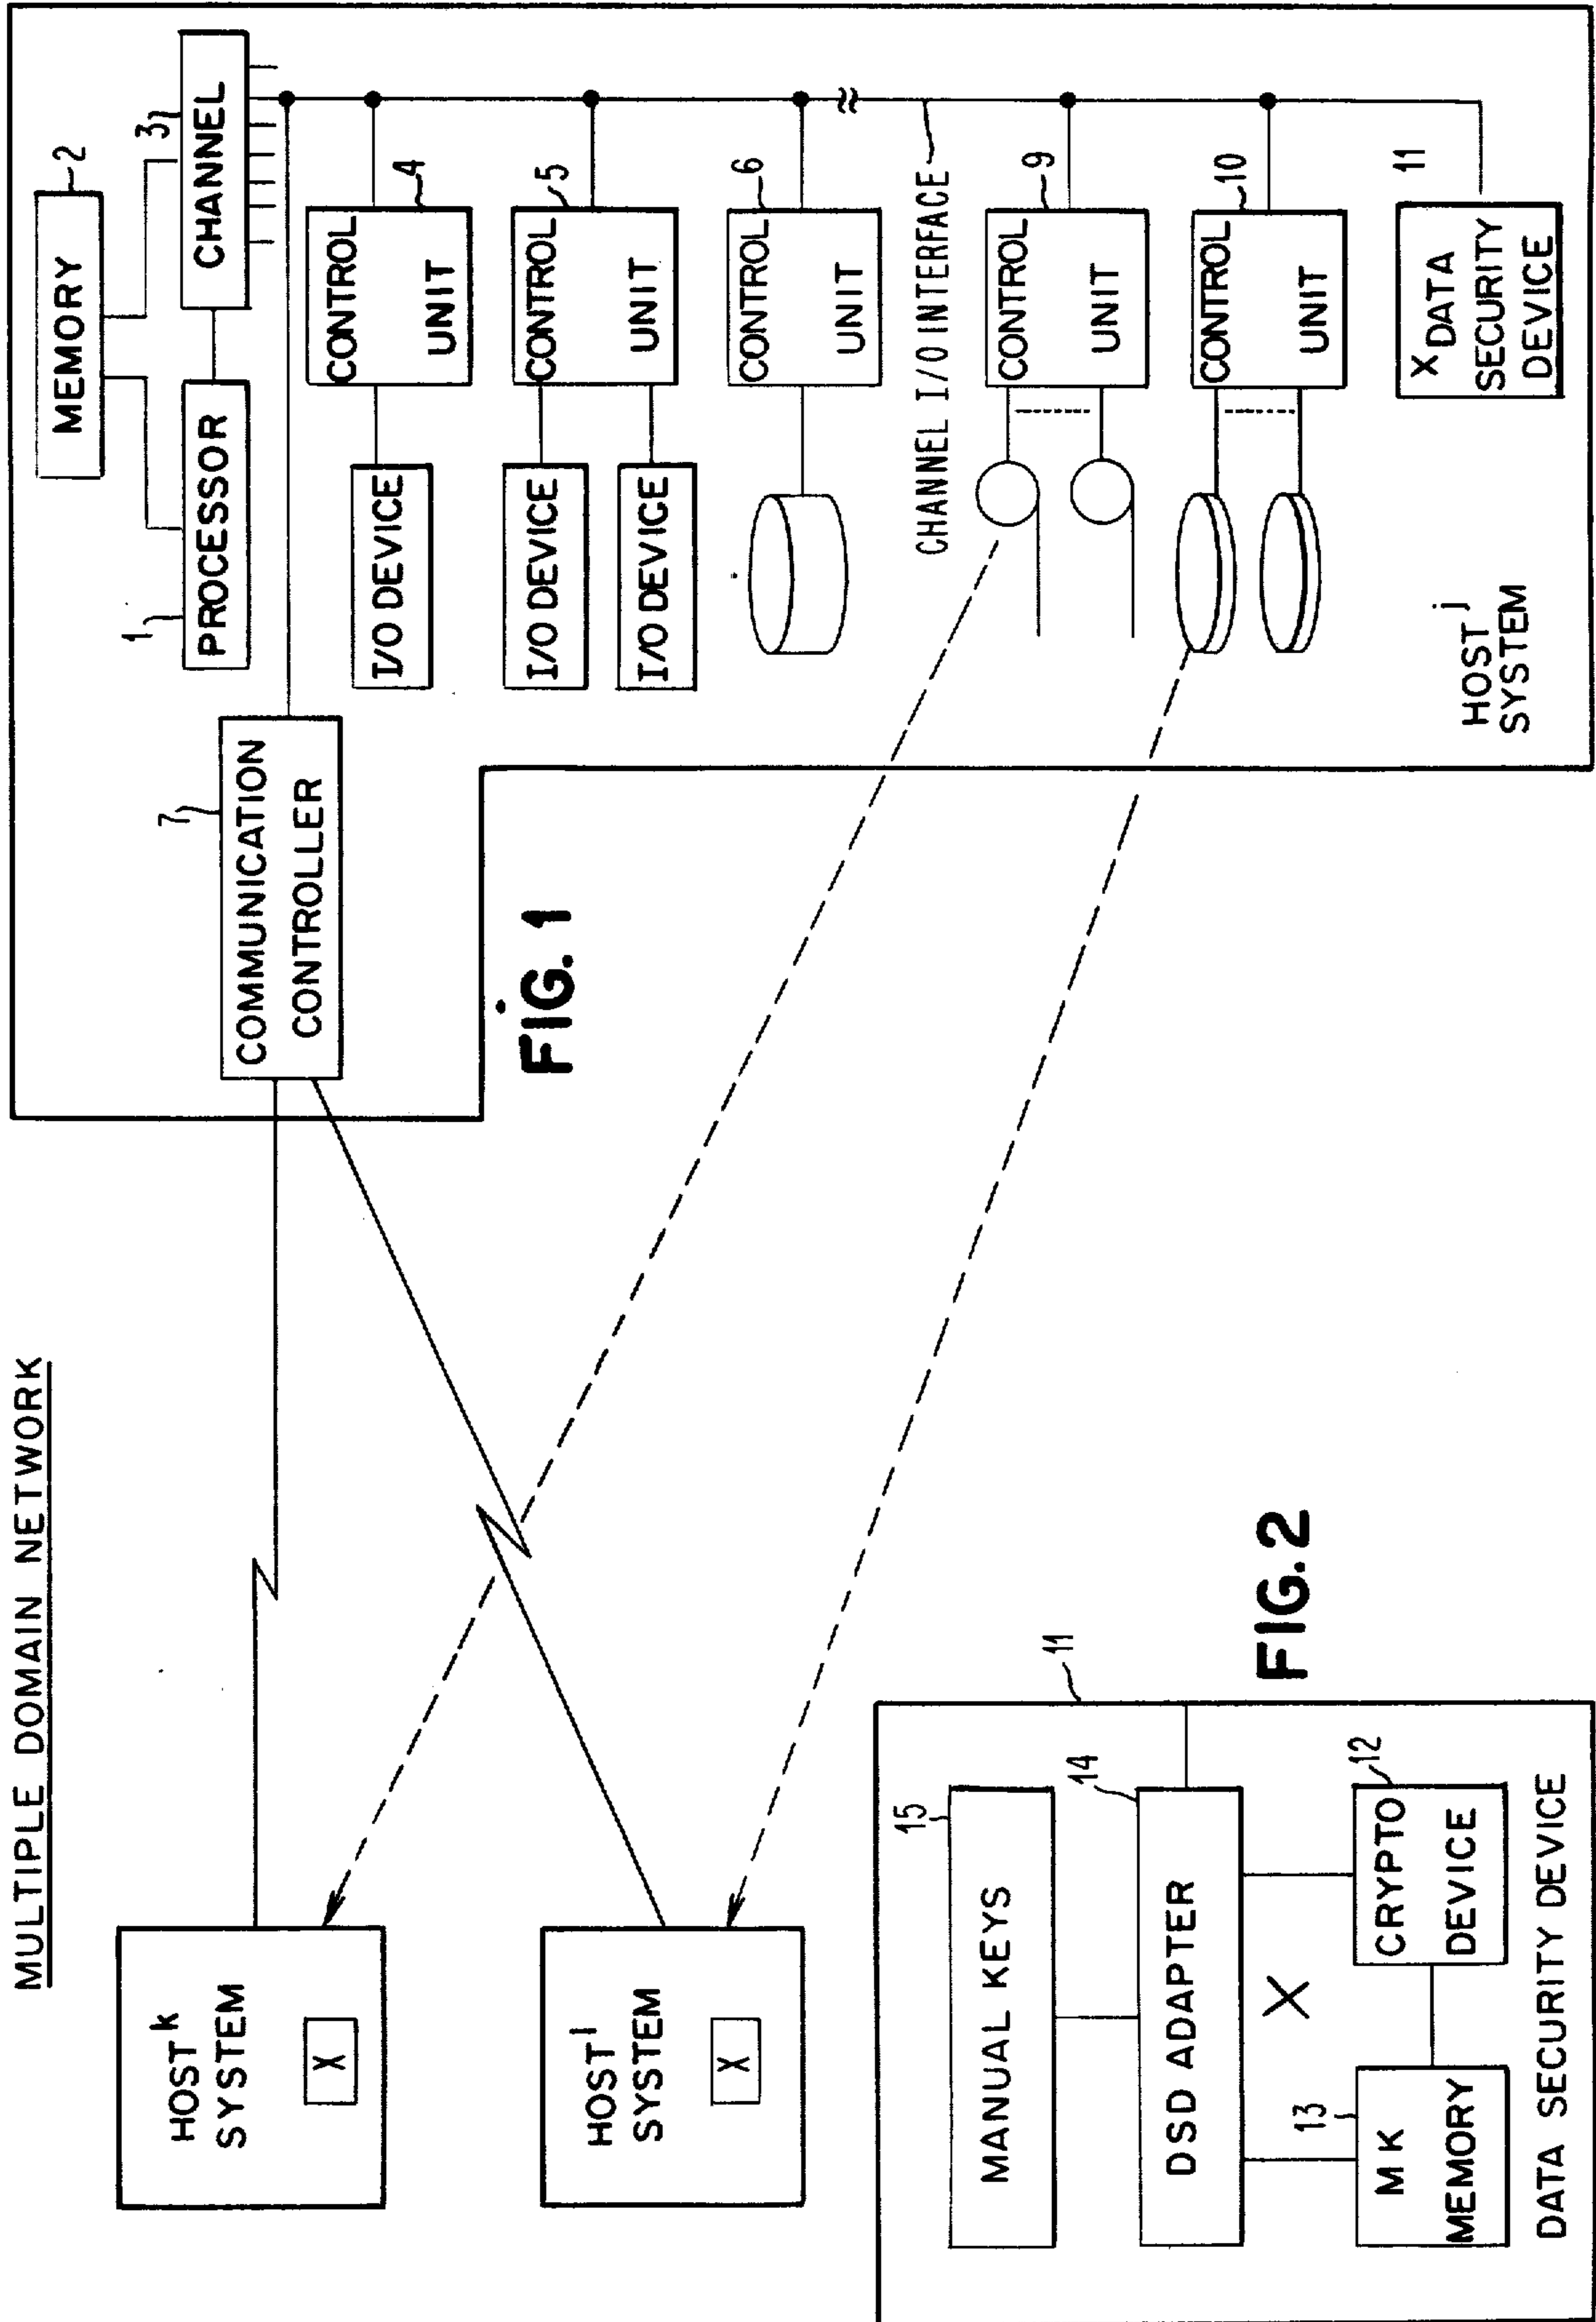 MULTIPLE DOMAIN NETWORK
HOST k
SYSTEM
X
HOST l
SYSTEM
X
7
COMMUNICATION
CONTROLLER
FIG. 1
MEMORY
2
1
PROCESSOR
3
CHANNEL
I/O DEVICE
CONTROL
UNIT
4
I/O DEVICE
I/O DEVICE
CONTROL
UNIT
5
CONTROL
UNIT
6
CHANNEL I/O INTERFACE
CONTROL
UNIT
9
CONTROL
UNIT
10
X DATA
SECURITY
DEVICE
11
HOST j
SYSTEM
11
15
MANUAL KEYS
14
DSD ADAPTER
X
13
MK
MEMORY
12
CRYPTO
DEVICE
DATA SECURITY DEVICE
FIG. 2